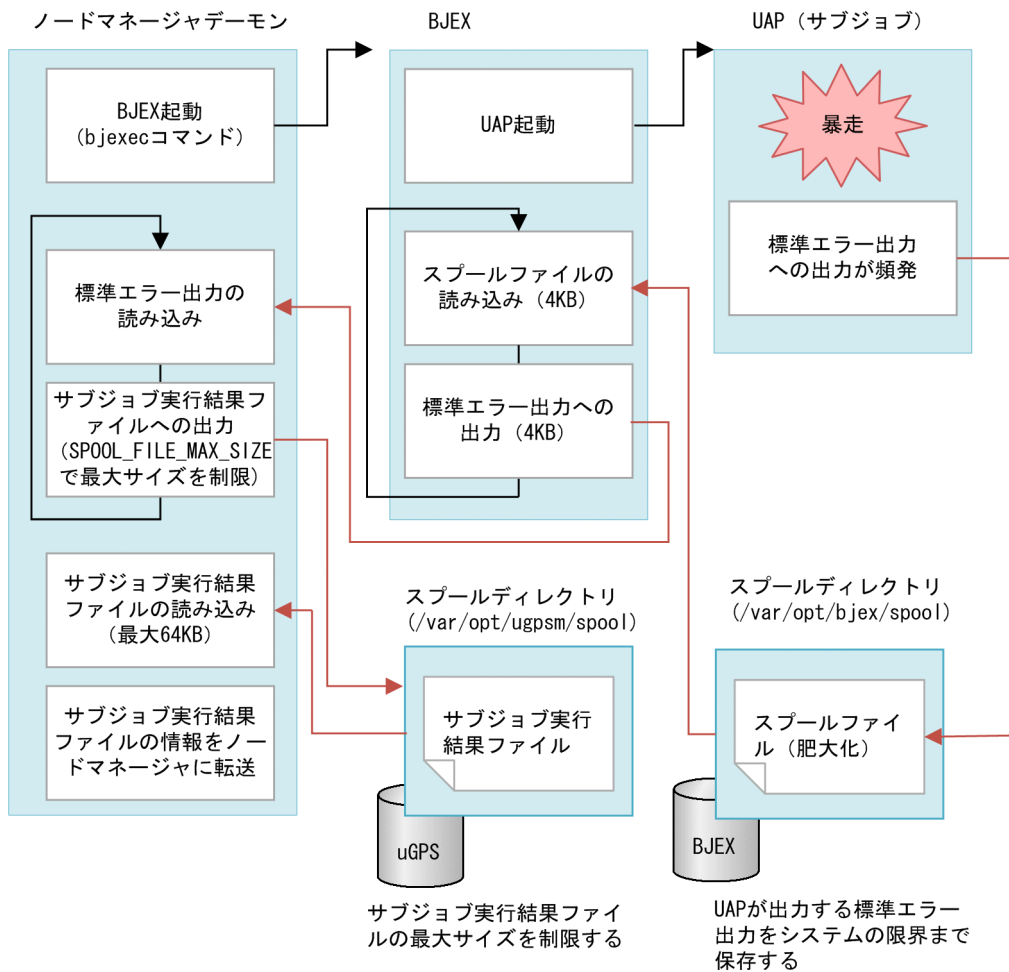 ノードマネージャデーモン
BJEX
UAP（サブジョブ）
BJEX起動
（bjexecコマンド）
UAP起動
暴走
標準エラー出力
への出力が頻発
標準エラー出力の
読み込み
スプールファイルの
読み込み（4KB）
サブジョブ実行結果フ
ァイルへの出力
（SPOOL_FILE_MAX_SIZE
で最大サイズを制限）
標準エラー出力への
出力（4KB）
サブジョブ実行結果
ファイルの読み込み
（最大64KB）
サブジョブ実行結果
ファイルの情報をノー
ドマネージャに転送
スプールディレクトリ
（/var/opt/ugpsm/spool）
サブジョブ実行
結果ファイル
uGPS
サブジョブ実行結果ファイ
ルの最大サイズを制限する
スプールディレクトリ
（/var/opt/bjex/spool）
スプールファイ
ル（肥大化）
BJEX
UAPが出力する標準エラー
出力をシステムの限界まで
保存する